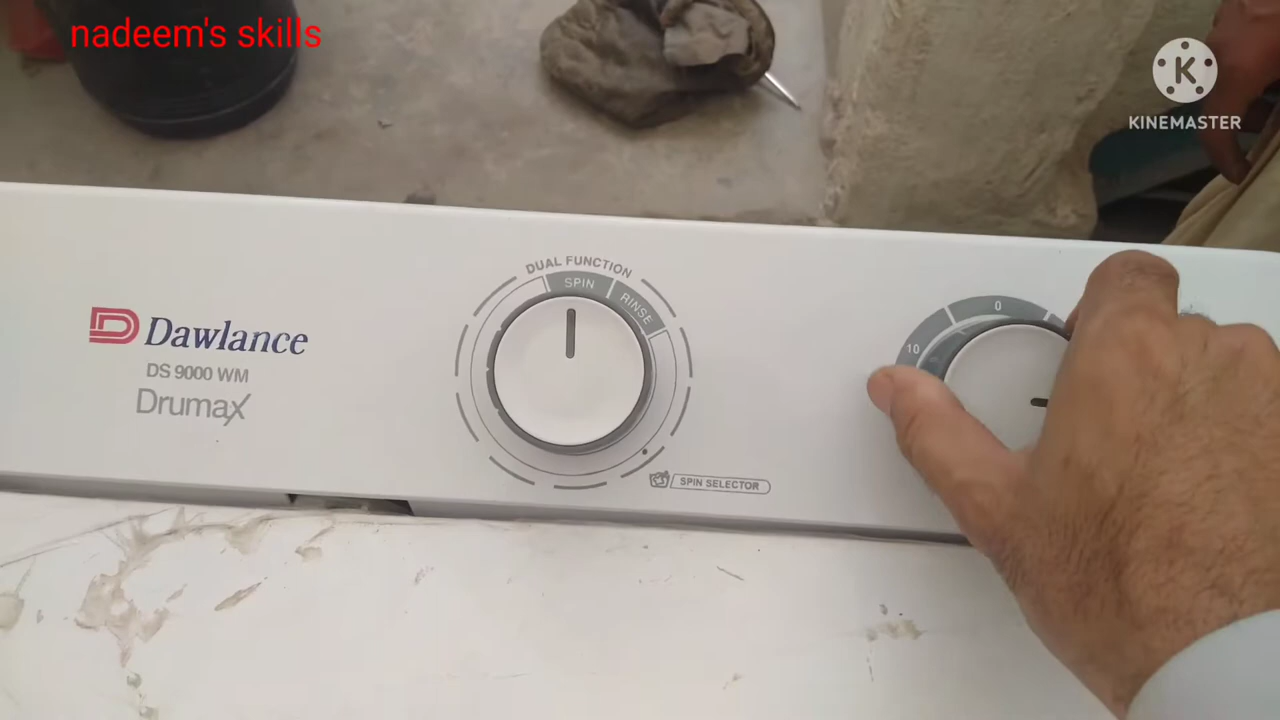 nadeem's skills
KINEMASTER
DUAL FUNCTION
SPIN
RINSE
0
10
Dawlance
DS 9000 WM
DrumaX
SPIN SELECTOR